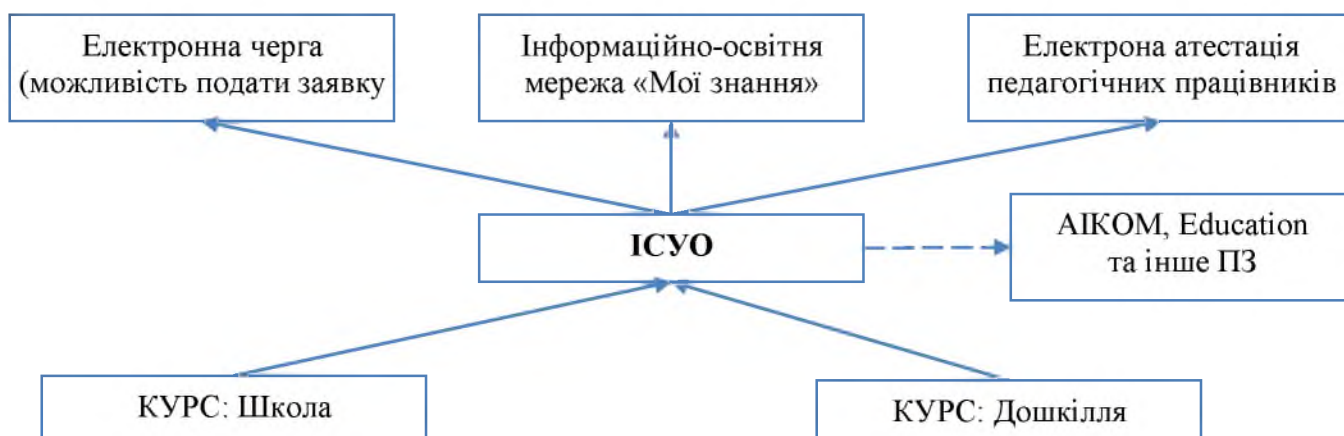 Електронна черга
(можливість подати заявку
Інформаційно-освітня
мережа «Мої знання»
Електрона атестація
педагогічних працівників
ІСУО
АІКОМ, Education
та інше ПЗ
КУРС: Школа
КУРС: Дошкілля